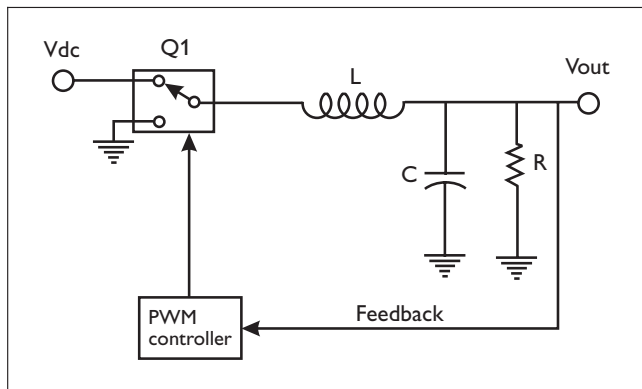 Q1
Vdc
L
Vout
C
R
Feedback
PWM
controller